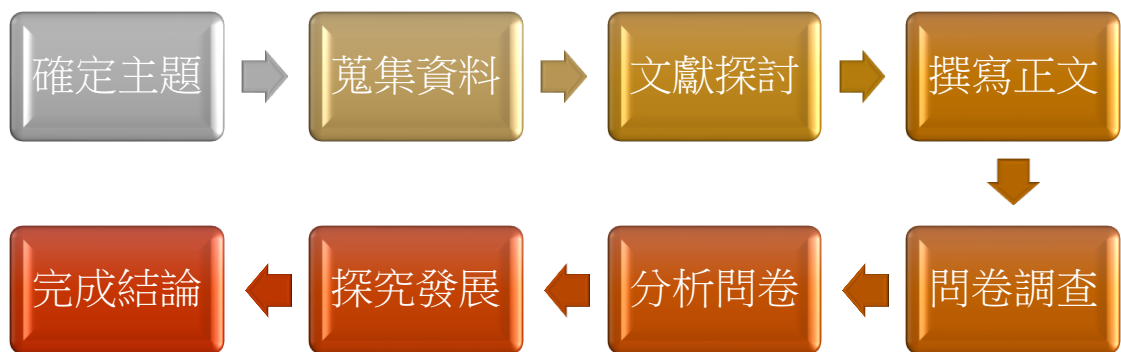 確定主題
蒐集資料
文獻探討
撰寫正文
問卷調查
分析問卷
探究發展
完成結論